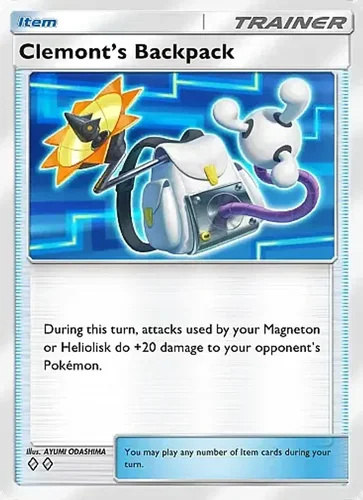 Item
TRAINER
Clemont's Backpack
During this turn, attacks used by your Magneton
or Heliolisk do +20 damage to your opponent's
Pokémon.
Illus. AYUMI ODASHIMA
You may play any number of Item cards during your
turn.